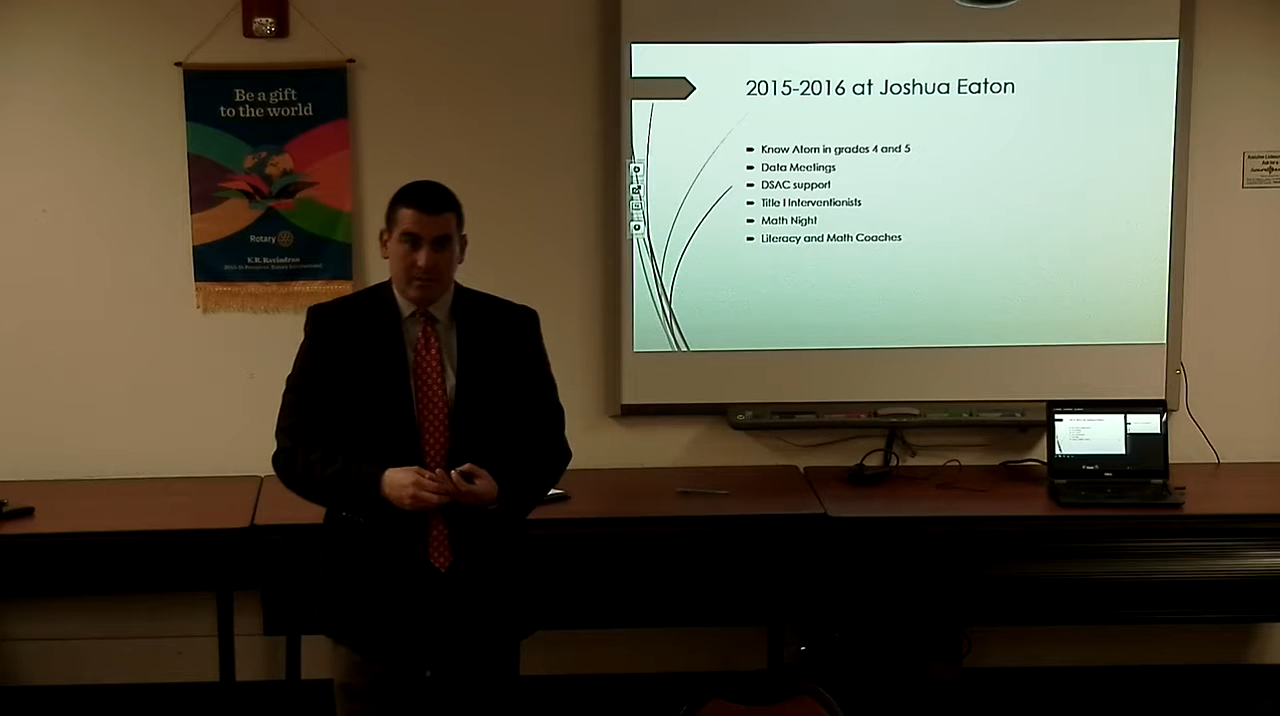 Be a gift
to the world
Rotary
K.R. Ravindran
2015-2016 at Joshua Eaton
Know Atom in grades 4 and 5
Data Meetings
DSAC support
Title I Interventionists
Math Night
Literacy and Math Coaches